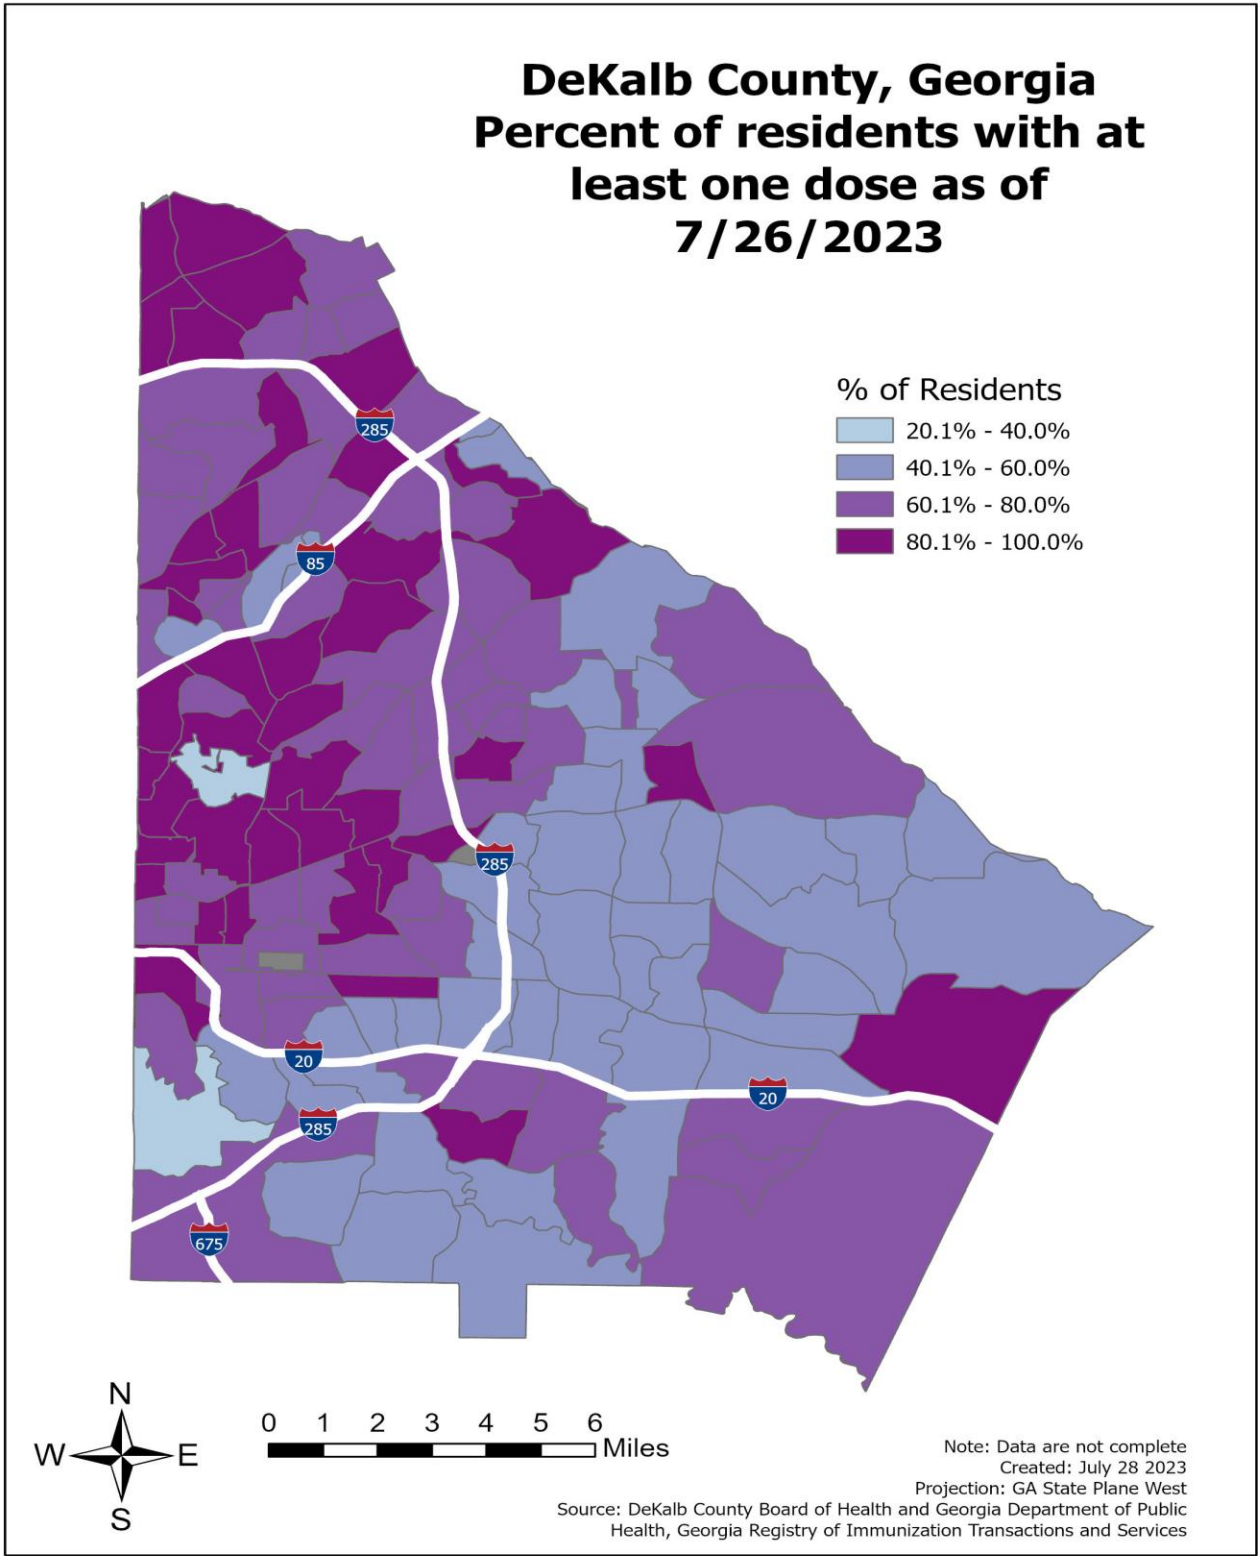 DeKalb County, Georgia
Percent of residents with at
least one dose as of
7/26/2023
% of Residents
20.1% - 40.0%
40.1% - 60.0%
60.1% - 80.0%
80.1% - 100.0%
285
85
285
20
20
285
675
N
W E
S
0 1 2 3 4 5 6
Miles
Note: Data are not complete
Created: July 28 2023
Projection: GA State Plane West
Source: DeKalb County Board of Health and Georgia Department of Public
Health, Georgia Registry of Immunization Transactions and Services